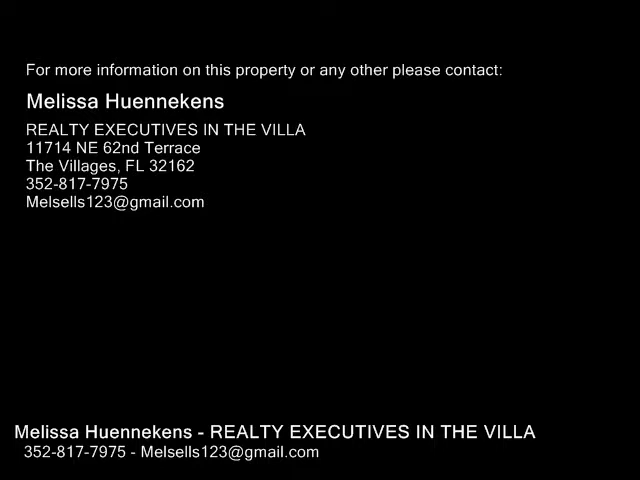 For more information on this property or any other please contact:
Melissa Huennekens
REALTY EXECUTIVES IN THE VILLA
11714 NE 62nd Terrace
The Villages, FL 32162
352-817-7975
Melsells123@gmail.com
Melissa Huennekens - REALTY EXECUTIVES IN THE VILLA
352-817-7975 - Melsells123@gmail.com